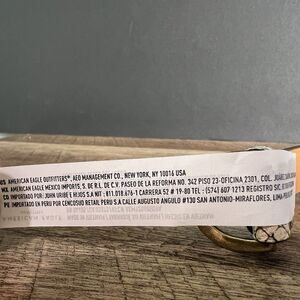 US AMERICAN EAGLE OUTFITTERS®, AEO MANAGEMENT CO., NEW YORK, NY 10016 USA
MX AMERICAN EAGLE MEXICO IMPORTS, S. DE R.L. DE C.V. PASEO DE LA REFORMA NO. 342 PISO 23-OFICINA 2301, COL.
CO IMPORTADO POR: JOHN URIBE E HIJOS S.A NIT: 811.018.676-1 CARRERA 52 # 19-80 TEL: (574) 607 1213 REGISTRO SIC
PE IMPORTADO EN PERU POR CENCOSUD RETAIL PERU S.A CALLE AUGUSTO ANGULO #130 SAN ANTONIO-MIRAFLORES, LIMA